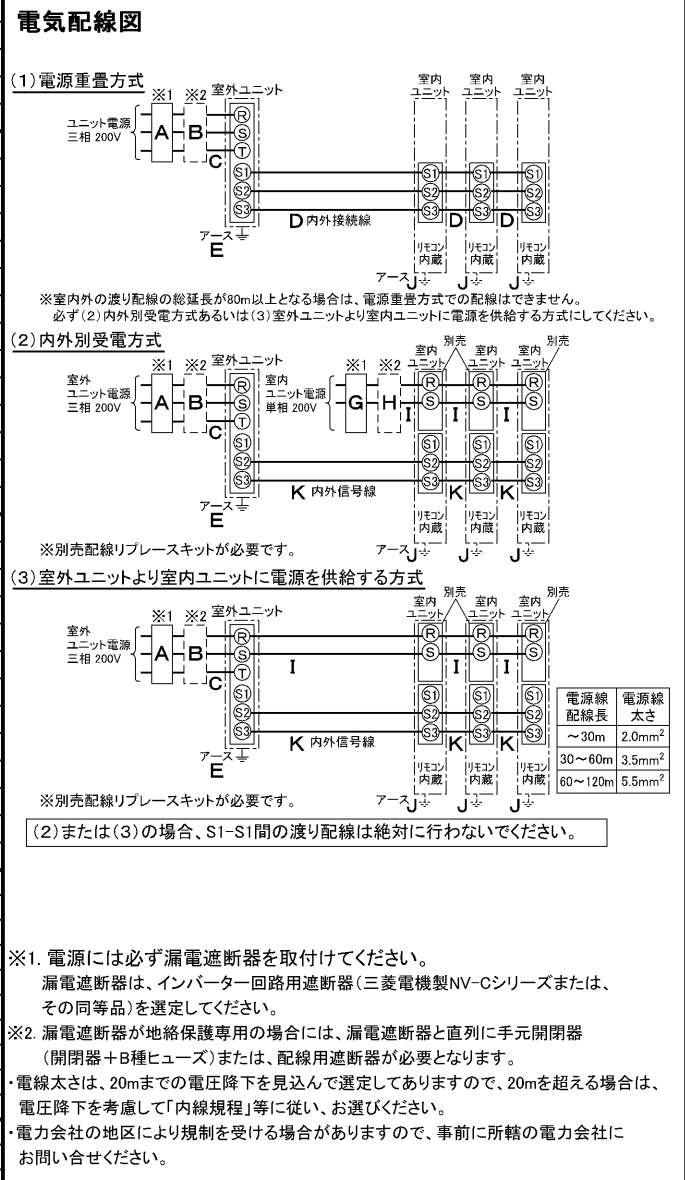 電気配線図
(1)電源重畳方式
※1 ※2 室外ユニット
室内ユニット 室内ユニット 室内ユニット
ユニット電源
三相 200V
A B C
R
S
T
S1 S1 S1 S1
S2 S2 S2 S2
S3 S3 S3 S3
D 内外接続線 D D
アース
E
リモコン内蔵 リモコン内蔵 リモコン内蔵
アース J J J
※室内外の渡り配線の総延長が80m以上となる場合は、電源重畳方式での配線はできません。
必ず(2)内外別受電方式あるいは(3)室外ユニットより室内ユニットに電源を供給する方式にしてください。
(2)内外別受電方式
※1 ※2 室外ユニット ※1 ※2
室内ユニット 別売 室内ユニット 室内ユニット 別売
室外
ユニット電源
三相 200V
A B C
室内
ユニット電源
単相 200V
G H I I I
R R R R
S S S S
T
S1 S1 S1 S1
S2 S2 S2 S2
S3 S3 S3 S3
K 内外信号線 K K
アース
E
リモコン内蔵 リモコン内蔵 リモコン内蔵
※別売配線リプレースキットが必要です。
アース J J J
(3)室外ユニットより室内ユニットに電源を供給する方式
※1 ※2 室外ユニット
室内ユニット 別売 室内ユニット 室内ユニット 別売
室外
ユニット電源
三相 200V
A B C
R R R R
S S S S
T
I I I
S1 S1 S1 S1
S2 S2 S2 S2
S3 S3 S3 S3
K 内外信号線 K K
アース
E
リモコン内蔵 リモコン内蔵 リモコン内蔵
※別売配線リプレースキットが必要です。
アース J J J
電源線配線長 電源線太さ
~30m 2.0mm²
30~60m 3.5mm²
60~120m 5.5mm²
(2)または(3)の場合、S1-S1間の渡り配線は絶対に行わないでください。
※1. 電源には必ず漏電遮断器を取付けてください。
漏電遮断器は、インバーター回路用遮断器(三菱電機製NV-Cシリーズまたは、
その同等品)を選定してください。
※2. 漏電遮断器が地絡保護専用の場合には、漏電遮断器と直列に手元開閉器
(開閉器+B種ヒューズ)または、配線用遮断器が必要となります。
・電線太さは、20mまでの電圧降下を見込んで選定してありますので、20mを超える場合は、
電圧降下を考慮して「内線規程」等に従い、お選びください。
・電力会社の地区により規制を受ける場合がありますので、事前に所轄の電力会社に
お問い合せください。